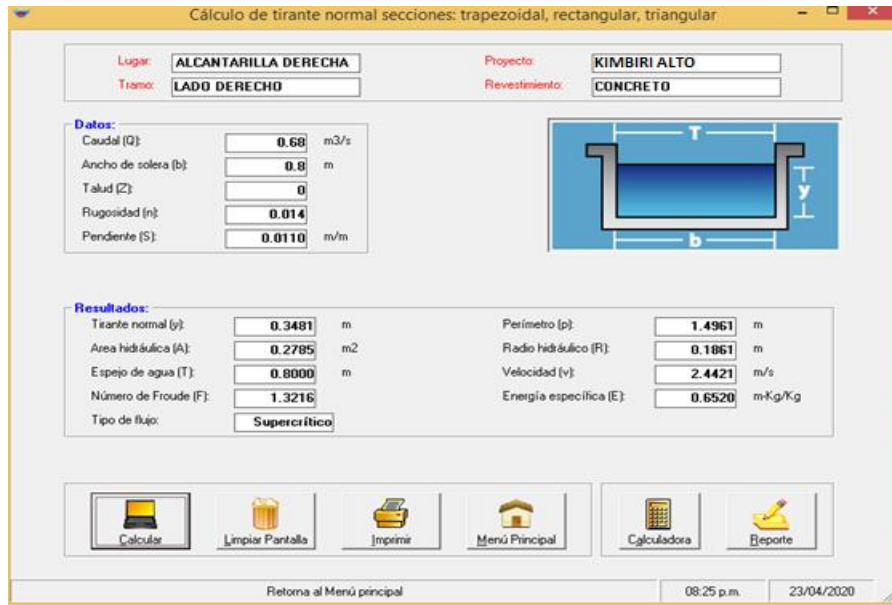 Cálculo de tirante normal secciones: trapezoidal, rectangular, triangular
Lugar: ALCANTARILLA DERECHA Proyecto: KIMBIRI ALTO
Tramo: LADO DERECHO Revestimiento: CONCRETO
Datos:
Caudal (Q): 0.68 m3/s
Ancho de solera (b): 0.8 m
Talud (Z): 0
Rugosidad (n): 0.014
Pendiente (S): 0.0110 m/m
T
y
b
Resultados:
Tirante normal (y): 0.3481 m Perímetro (p): 1.4961 m
Area hidráulica (A): 0.2785 m2 Radio hidráulico (R): 0.1861 m
Espejo de agua (T): 0.8000 m Velocidad (v): 2.4421 m/s
Número de Froude (F): 1.3216 Energía específica (E): 0.6520 m-Kg/Kg
Tipo de flujo: Supercrítico
Calcular Limpiar Pantalla Imprimir Menú Principal Calculadora Reporte
Retorna al Menú principal 08:25 p.m. 23/04/2020